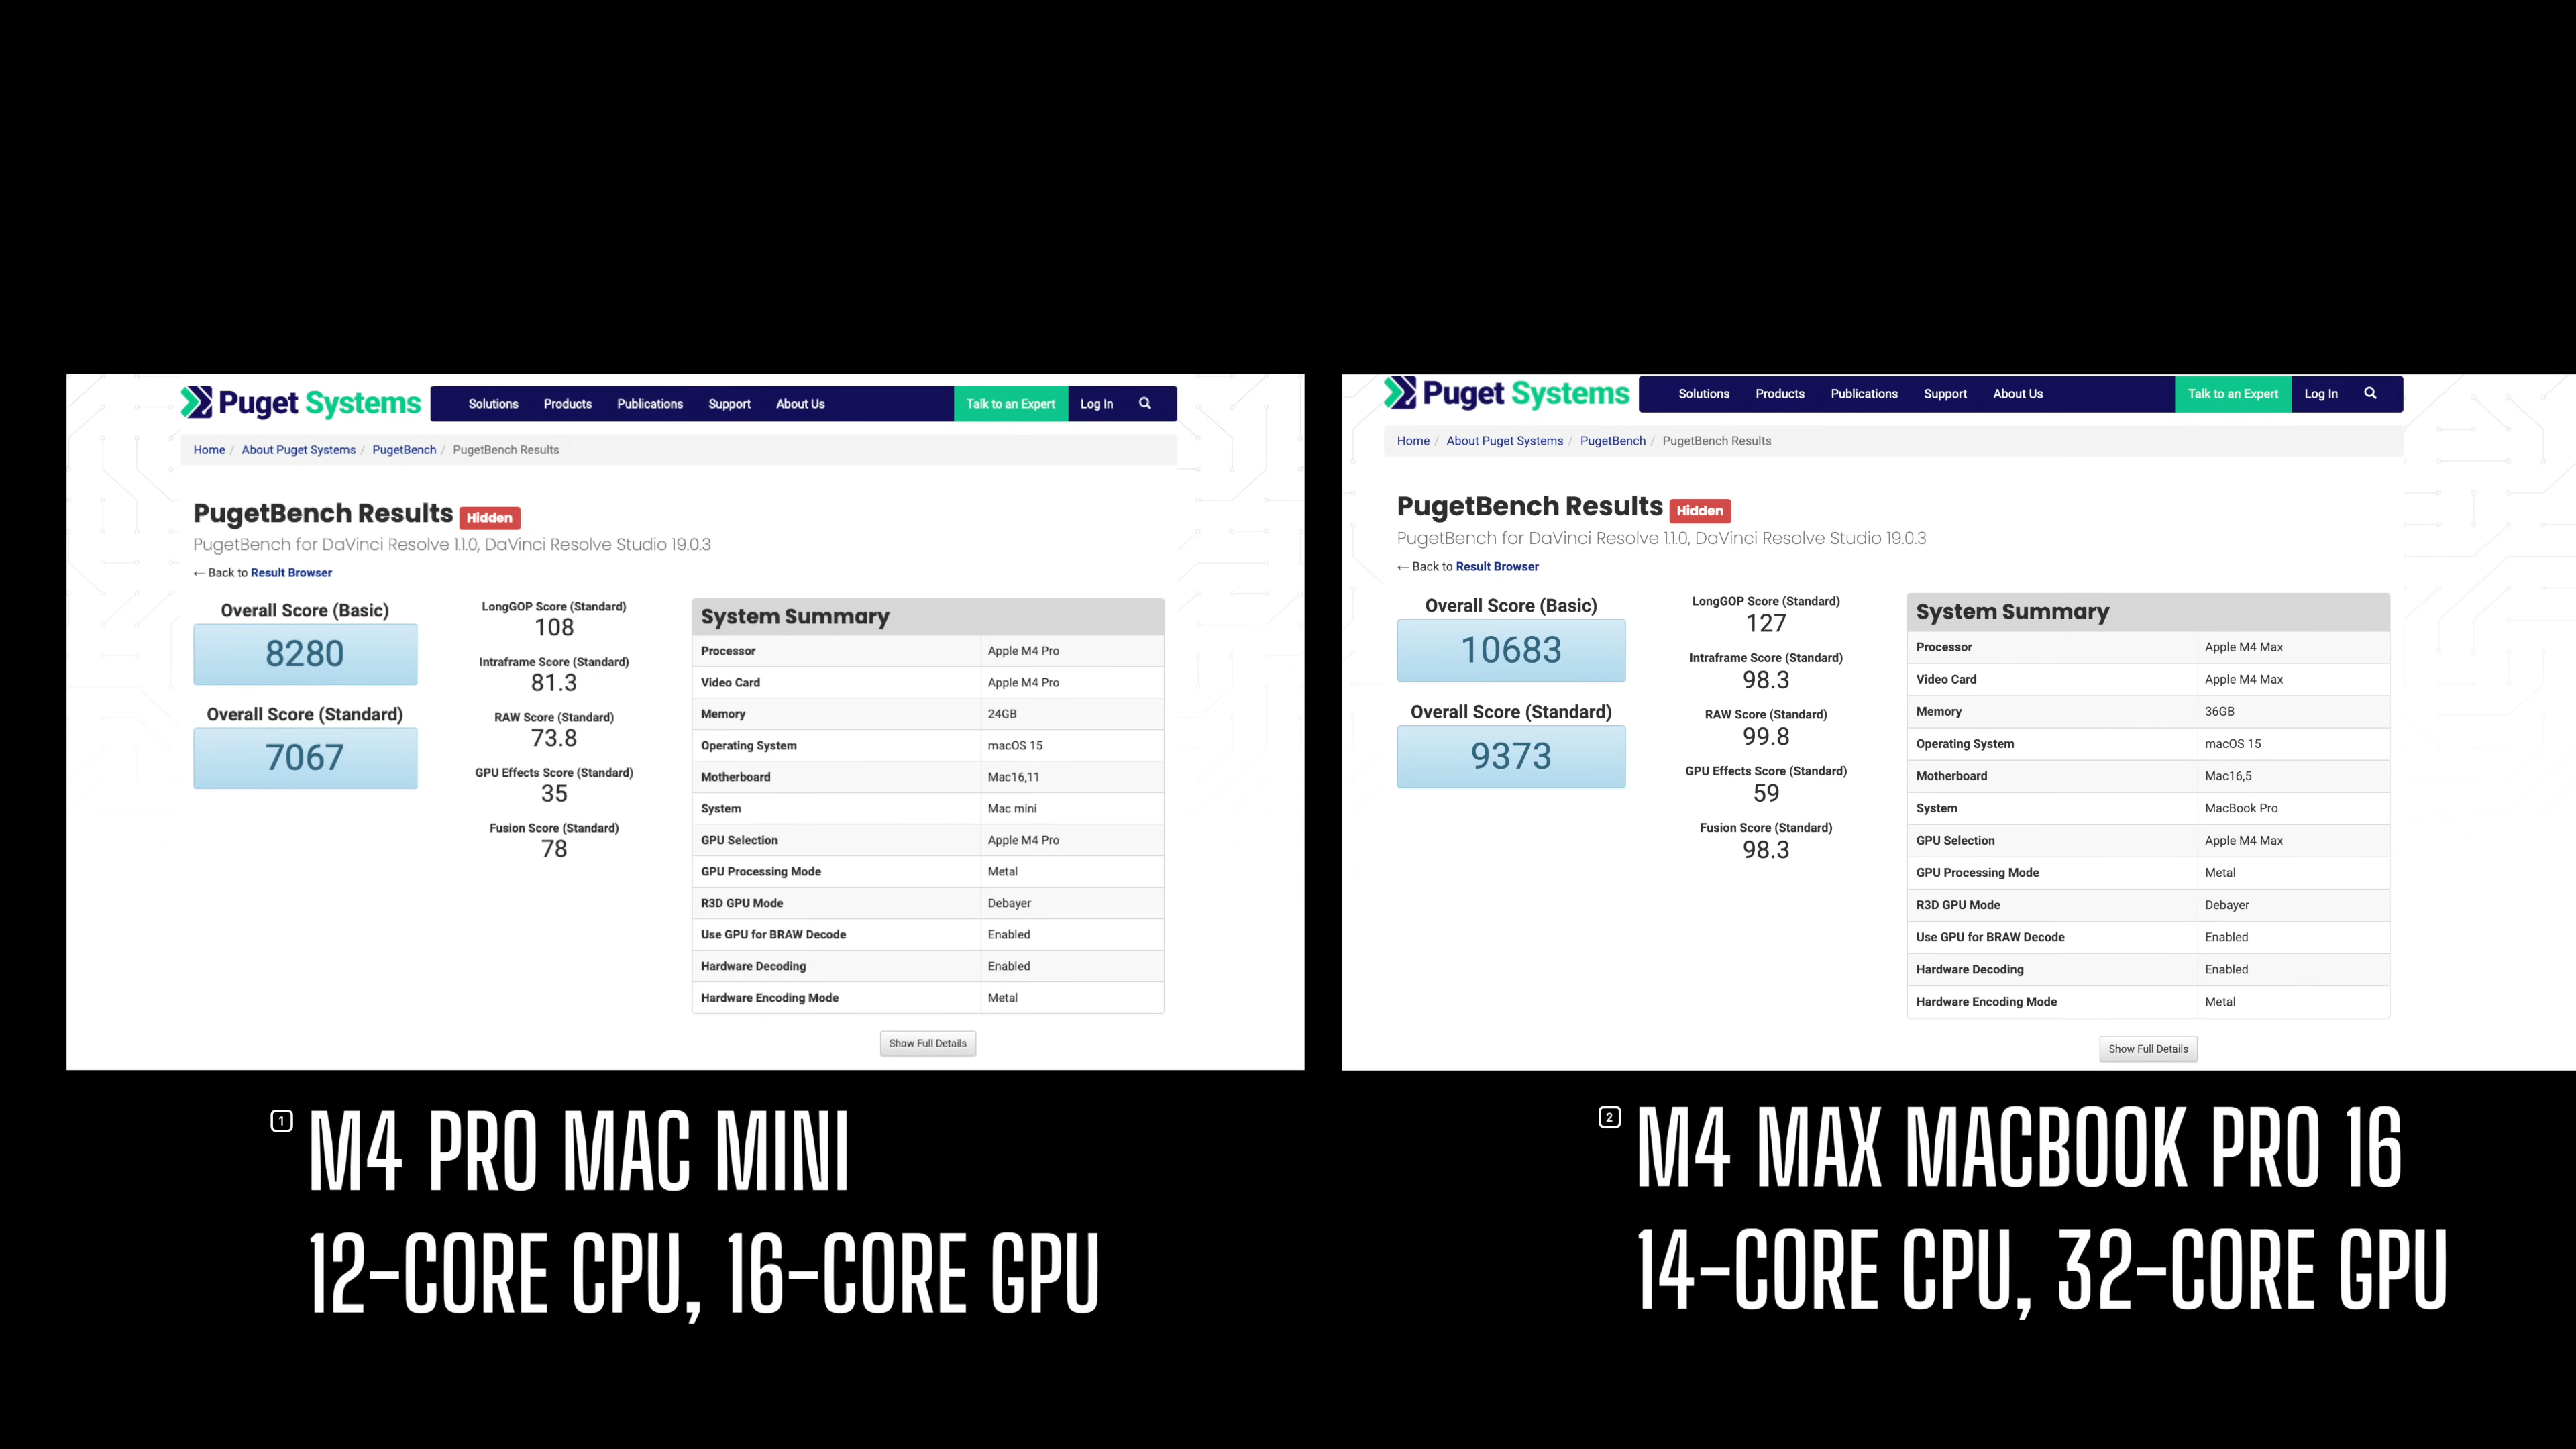 Puget Systems
Solutions Products Publications Support About Us Talk to an Expert Log In
Home / About Puget Systems / PugetBench / PugetBench Results
PugetBench Results Hidden
PugetBench for DaVinci Resolve 1.1.0, DaVinci Resolve Studio 19.0.3
← Back to Result Browser
Overall Score (Basic)
8280
Overall Score (Standard)
7067
LongGOP Score (Standard)
108
Intraframe Score (Standard)
81.3
RAW Score (Standard)
73.8
GPU Effects Score (Standard)
35
Fusion Score (Standard)
78
System Summary
Processor Apple M4 Pro
Video Card Apple M4 Pro
Memory 24GB
Operating System macOS 15
Motherboard Mac16,11
System Mac mini
GPU Selection Apple M4 Pro
GPU Processing Mode Metal
R3D GPU Mode Debayer
Use GPU for BRAW Decode Enabled
Hardware Decoding Enabled
Hardware Encoding Mode Metal
Show Full Details
1 M4 PRO MAC MINI
12-CORE CPU, 16-CORE GPU
Puget Systems
Solutions Products Publications Support About Us Talk to an Expert Log In
Home / About Puget Systems / PugetBench / PugetBench Results
PugetBench Results Hidden
PugetBench for DaVinci Resolve 1.1.0, DaVinci Resolve Studio 19.0.3
← Back to Result Browser
Overall Score (Basic)
10683
Overall Score (Standard)
9373
LongGOP Score (Standard)
127
Intraframe Score (Standard)
98.3
RAW Score (Standard)
99.8
GPU Effects Score (Standard)
59
Fusion Score (Standard)
98.3
System Summary
Processor Apple M4 Max
Video Card Apple M4 Max
Memory 36GB
Operating System macOS 15
Motherboard Mac16,5
System MacBook Pro
GPU Selection Apple M4 Max
GPU Processing Mode Metal
R3D GPU Mode Debayer
Use GPU for BRAW Decode Enabled
Hardware Decoding Enabled
Hardware Encoding Mode Metal
Show Full Details
2 M4 MAX MACBOOK PRO 16
14-CORE CPU, 32-CORE GPU